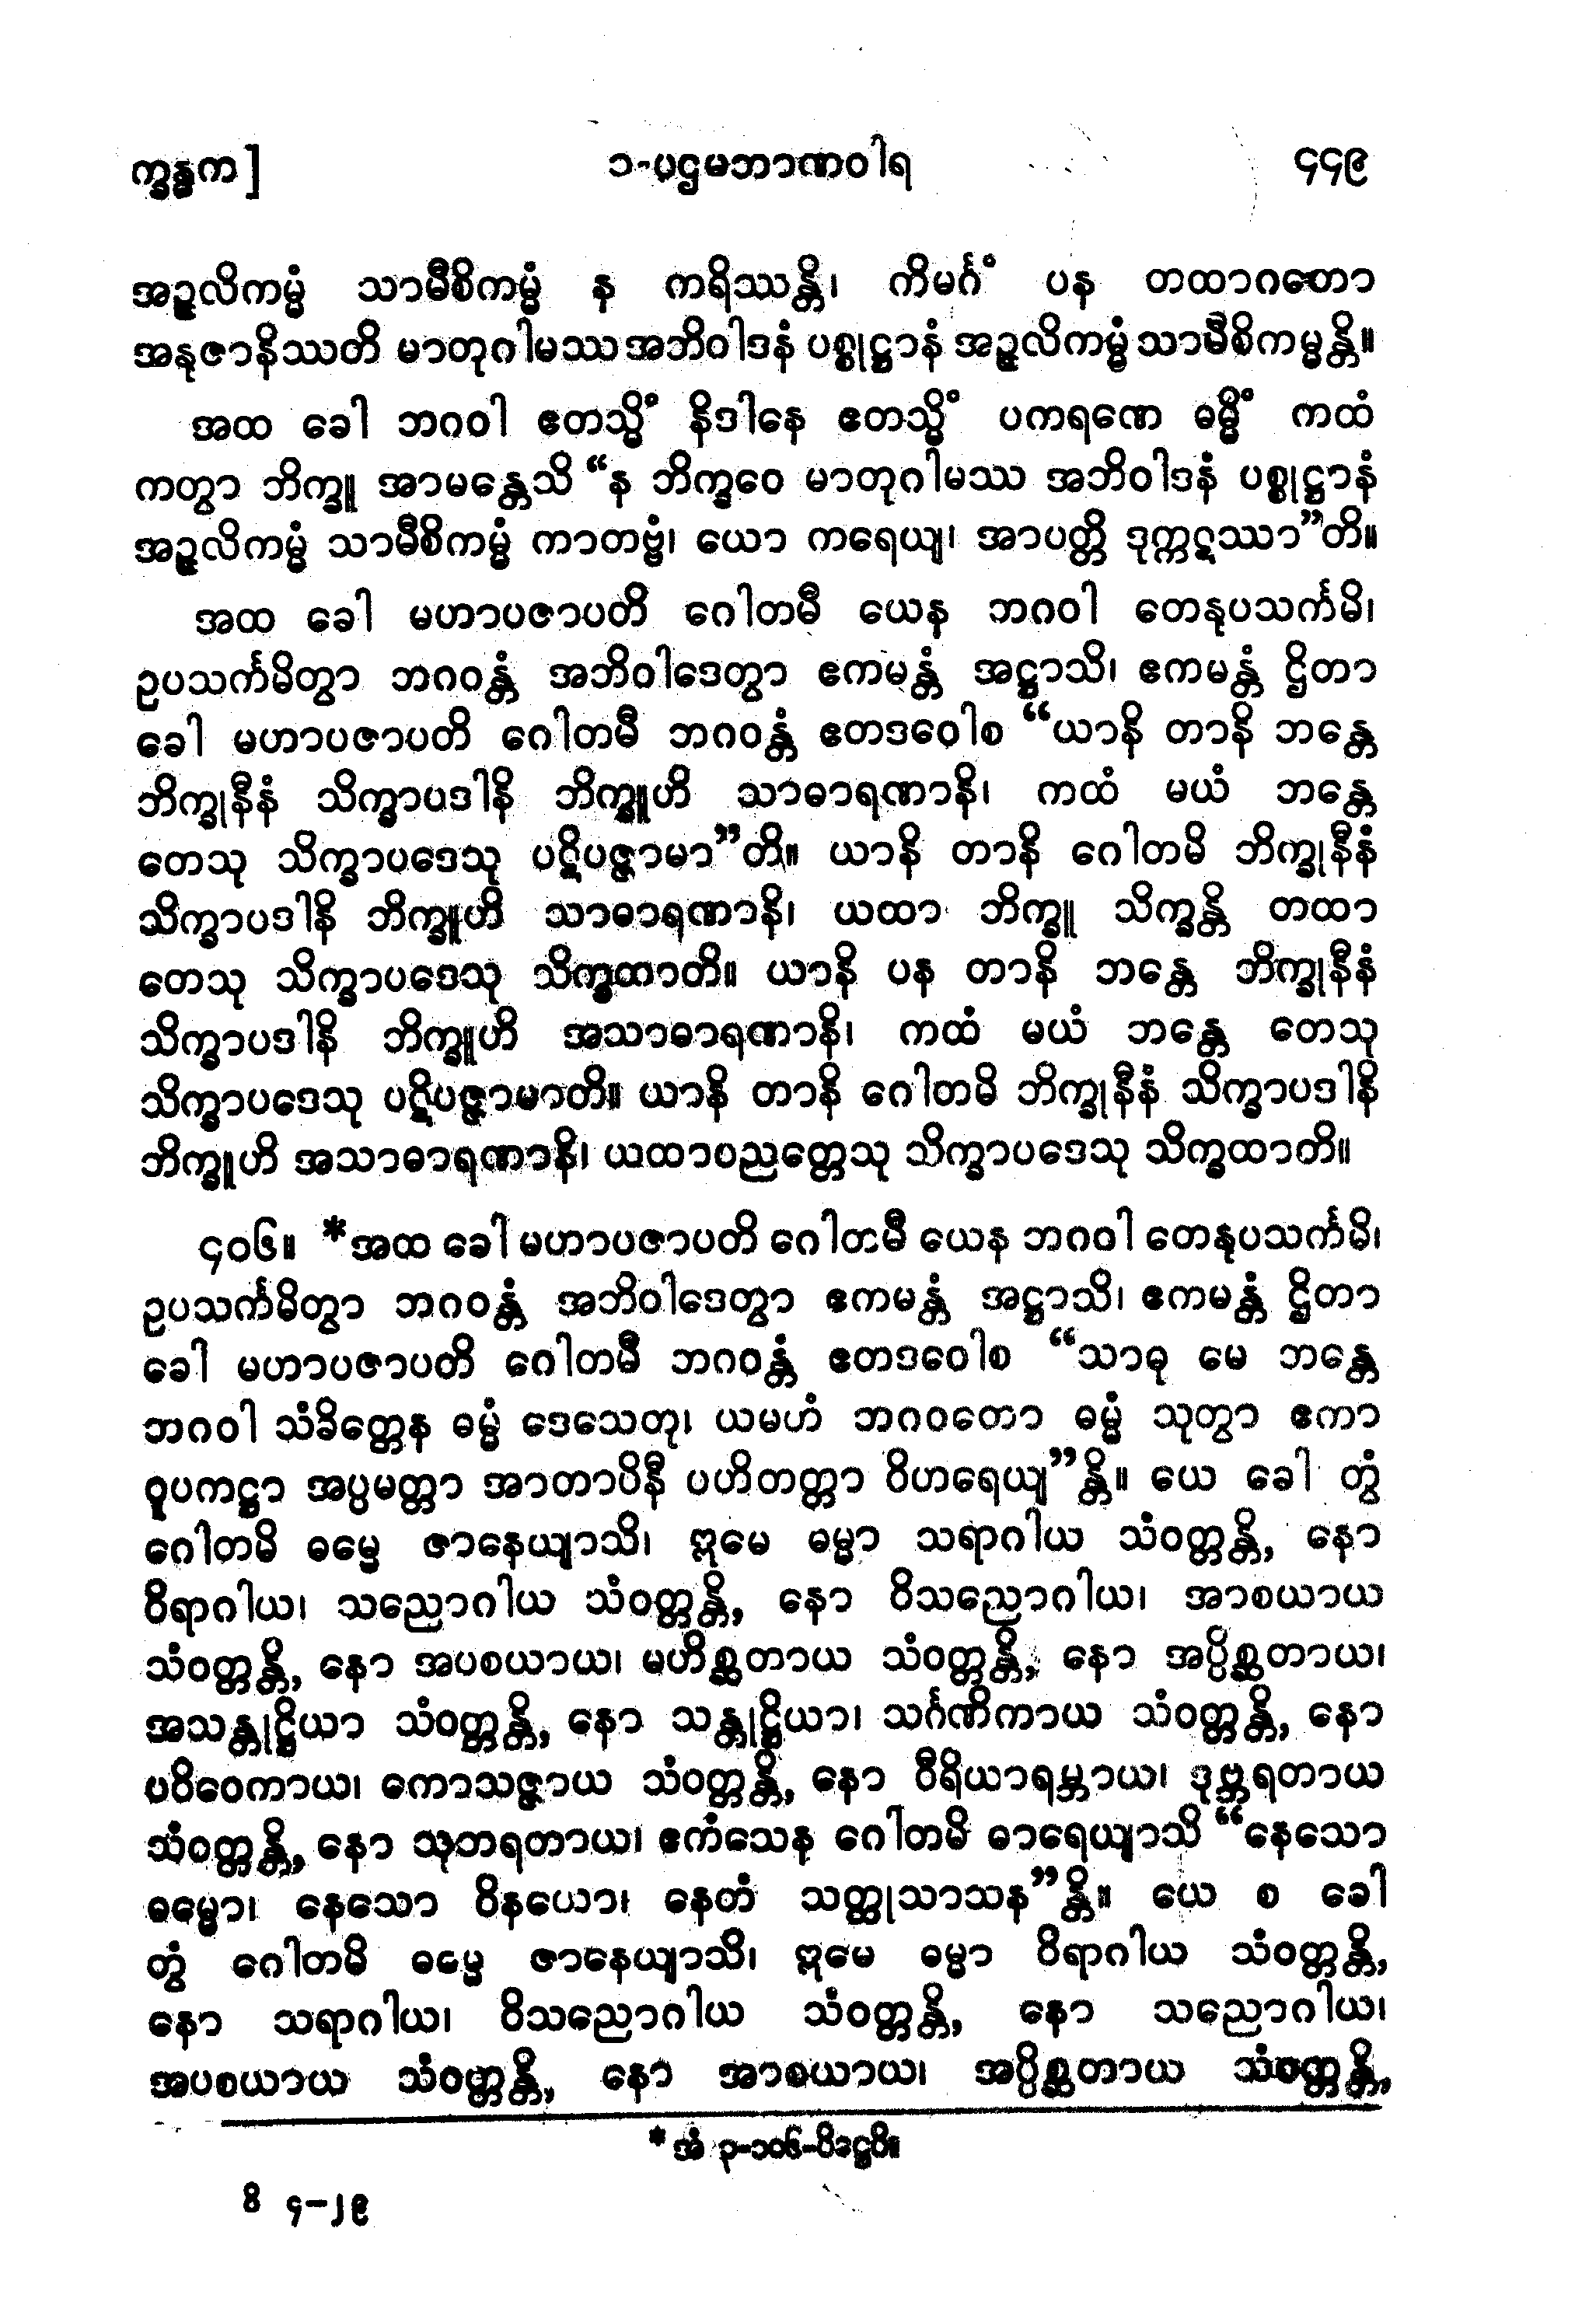 က္ခန္ဓက ] ၁-ပဌမဘာဏဝါရ ၄၄၉
အဉ္ဇလိကမ္မံ သာမီစိကမ္မံ န ကရိဿန္တိ၊ ကိမင်္ဂံ ပန တထာဂတော
အနုဇာနိဿတိ မာတုဂါမဿ အဘိဝါဒနံ ပစ္စုဋ္ဌာနံ အဉ္ဇလိကမ္မံ သာမီစိကမ္မန္တိ။
အထ ခေါ ဘဂဝါ ဧတသ္မိံ နိဒါနေ ဧတသ္မိံ ပကရဏေ ဓမ္မိံ ကထံ
ကတွာ ဘိက္ခူ အာမန္တေသိ “န ဘိက္ခဝေ မာတုဂါမဿ အဘိဝါဒနံ ပစ္စုဋ္ဌာနံ
အဉ္ဇလိကမ္မံ သာမီစိကမ္မံ ကာတဗ္ဗံ၊ ယော ကရေယျ၊ အာပတ္တိ ဒုက္ကဋဿာ”တိ။
အထ ခေါ မဟာပဇာပတိ ဂေါတမီ ယေန ဘဂဝါ တေနုပသင်္ကမိ၊
ဥပသင်္ကမိတွာ ဘဂဝန္တံ အဘိဝါဒေတွာ ဧကမန္တံ အဋ္ဌာသိ၊ ဧကမန္တံ ဌိတာ
ခေါ မဟာပဇာပတိ ဂေါတမီ ဘဂဝန္တံ ဧတဒဝေါစ “ယာနိ တာနိ ဘန္တေ
ဘိက္ခုနီနံ သိက္ခာပဒါနိ ဘိက္ခူဟိ သာဓာရဏာနိ၊ ကထံ မယံ ဘန္တေ
တေသု သိက္ခာပဒေသု ပဋိပဇ္ဇာမာ”တိ။ ယာနိ တာနိ ဂေါတမိ ဘိက္ခုနီနံ
သိက္ခာပဒါနိ ဘိက္ခူဟိ သာဓာရဏာနိ၊ ယထာ ဘိက္ခူ သိက္ခန္တိ တထာ
တေသု သိက္ခာပဒေသု သိက္ခထာတိ။ ယာနိ ပန တာနိ ဘန္တေ ဘိက္ခုနီနံ
သိက္ခာပဒါနိ ဘိက္ခူဟိ အသာဓာရဏာနိ၊ ကထံ မယံ ဘန္တေ တေသု
သိက္ခာပဒေသု ပဋိပဇ္ဇာမာတိ။ ယာနိ တာနိ ဂေါတမိ ဘိက္ခုနီနံ သိက္ခာပဒါနိ
ဘိက္ခူဟိ အသာဓာရဏာနိ၊ ယထာပညတ္တေသု သိက္ခာပဒေသု သိက္ခထာတိ။
၄၀၆။ *အထ ခေါ မဟာပဇာပတိ ဂေါတမီ ယေန ဘဂဝါ တေနုပသင်္ကမိ၊
ဥပသင်္ကမိတွာ ဘဂဝန္တံ အဘိဝါဒေတွာ ဧကမန္တံ အဋ္ဌာသိ၊ ဧကမန္တံ ဌိတာ
ခေါ မဟာပဇာပတိ ဂေါတမီ ဘဂဝန္တံ ဧတဒဝေါစ “သာဓု မေ ဘန္တေ
ဘဂဝါ သံခိတ္တေန ဓမ္မံ ဒေသေတု၊ ယမဟံ ဘဂဝတော ဓမ္မံ သုတွာ ဧကာ
ဝူပကဋ္ဌာ အပ္ပမတ္တာ အာတာပိနီ ပဟိတတ္တာ ဝိဟရေယျ”န္တိ။ ယေ ခေါ တွံ
ဂေါတမိ ဓမ္မေ ဇာနေယျာသိ၊ ဣမေ ဓမ္မာ သရာဂါယ သံဝတ္တန္တိ, နော
ဝိရာဂါယ၊ သညောဂါယ သံဝတ္တန္တိ, နော ဝိသညောဂါယ၊ အာစယာယ
သံဝတ္တန္တိ, နော အပစယာယ၊ မဟိစ္ဆတာယ သံဝတ္တန္တိ, နော အပ္ပိစ္ဆတာယ၊
အသန္တုဋ္ဌိယာ သံဝတ္တန္တိ, နော သန္တုဋ္ဌိယာ၊ သင်္ဂဏိကာယ သံဝတ္တန္တိ, နော
ပဝိဝေကာယ၊ ကောသဇ္ဇာယ သံဝတ္တန္တိ, နော ဝီရိယာရမ္ဘာယ၊ ဒုဗ္ဘရတာယ
သံဝတ္တန္တိ, နော သုဘရတာယ၊ ဧကံသေန ဂေါတမိ ဓာရေယျာသိ “နေသော
ဓမ္မော၊ နေသော ဝိနယော၊ နေတံ သတ္ထုသာသန”န္တိ။ ယေ စ ခေါ
တွံ ဂေါတမိ ဓမ္မေ ဇာနေယျာသိ၊ ဣမေ ဓမ္မာ ဝိရာဂါယ သံဝတ္တန္တိ,
နော သရာဂါယ၊ ဝိသညောဂါယ သံဝတ္တန္တိ, နော သညောဂါယ၊
အပစယာယ သံဝတ္တန္တိ, နော အာစယာယ၊ အပ္ပိစ္ဆတာယ သံဝတ္တန္တိ,
* အံ ၃-၁၀၆-ပိဋ္ဌေပိ။
ဝိ ၄-၂၉